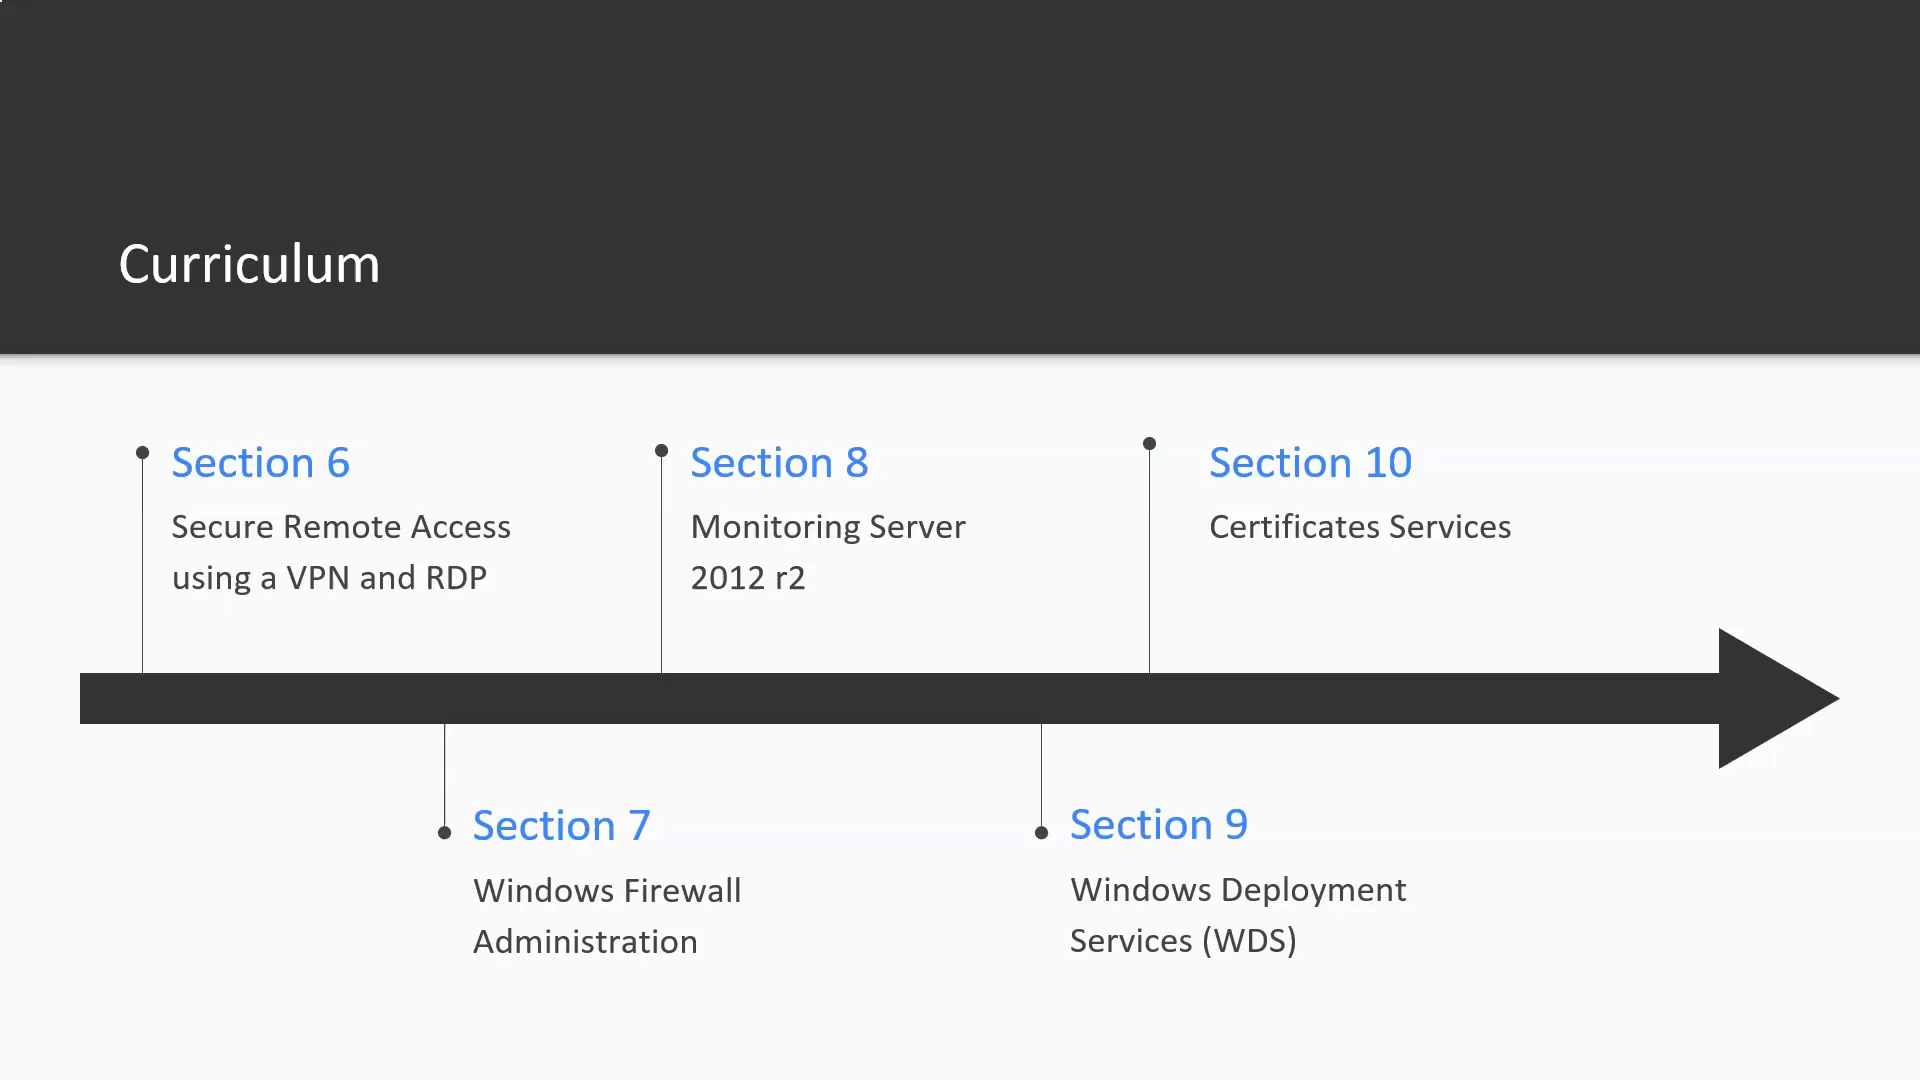 Curriculum
Section 6
Secure Remote Access
using a VPN and RDP
Section 8
Monitoring Server
2012 r2
Section 10
Certificates Services
Section 7
Windows Firewall
Administration
Section 9
Windows Deployment
Services (WDS)